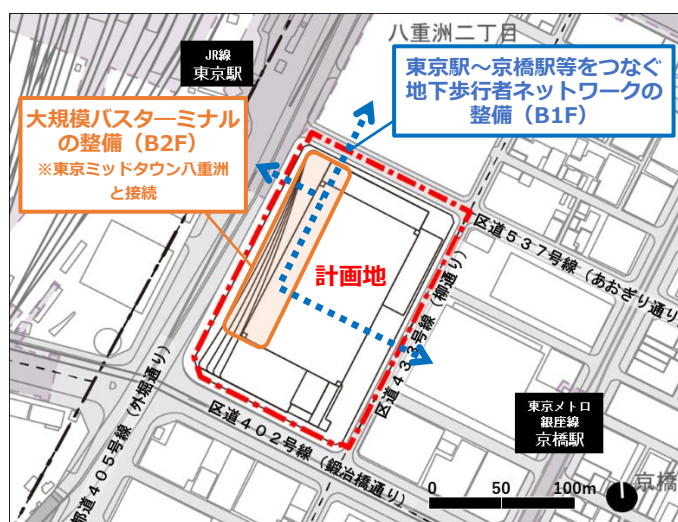 八重洲二丁目
JR線
東京駅
東京駅～京橋駅等をつなぐ
地下歩行者ネットワークの
整備（B1F）
大規模バスターミナル
の整備（B2F）
※東京ミッドタウン八重洲
と接続
計画地
区道537号線（あおぎり通り）
区道433号線（柳通り）
区道402号線（鍛冶橋通り）
都道405号線（外堀通り）
東京メトロ
銀座線
京橋駅
京橋
0 50 100m